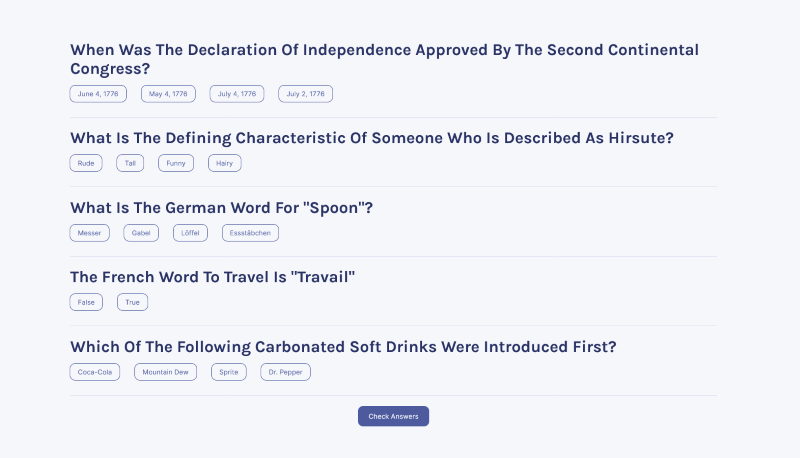 When Was The Declaration Of Independence Approved By The Second Continental
Congress?
June 4, 1776 May 4, 1776 July 4, 1776 July 2, 1776
What Is The Defining Characteristic Of Someone Who Is Described As Hirsute?
Rude Tall Funny Hairy
What Is The German Word For "Spoon"?
Messer Gabel Löffel Essstäbchen
The French Word To Travel Is "Travail"
False True
Which Of The Following Carbonated Soft Drinks Were Introduced First?
Coca-Cola Mountain Dew Sprite Dr. Pepper
Check Answers